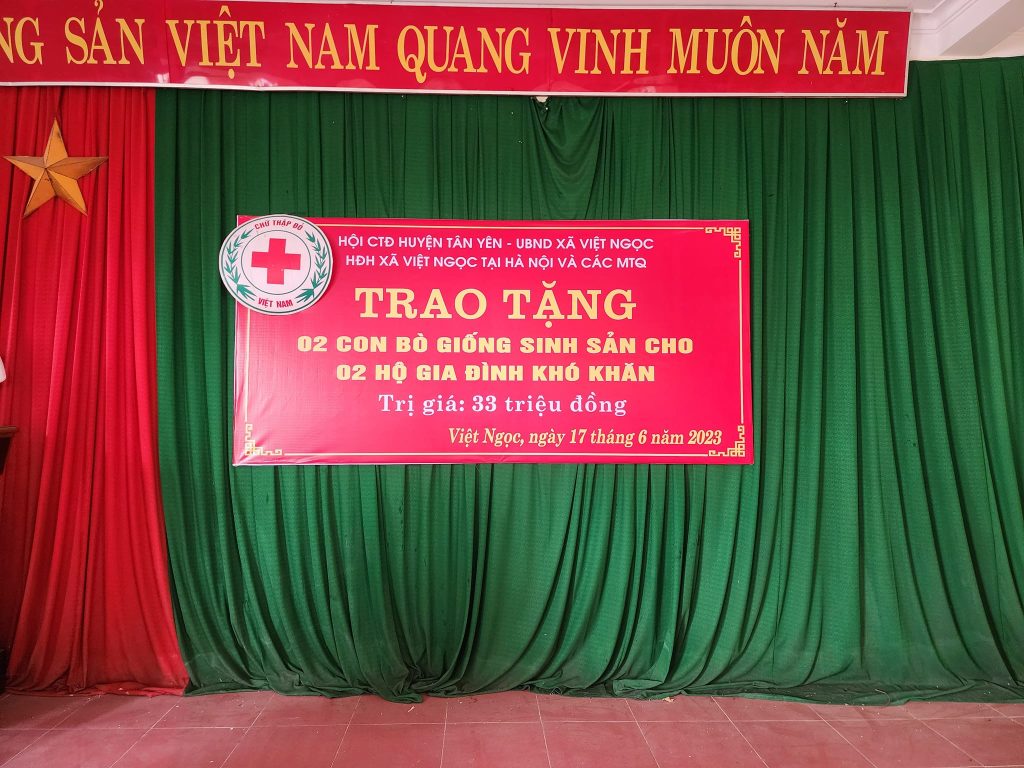 NG SẢN VIỆT NAM QUANG VINH MUÔN NĂM
CHỮ THẬP ĐỎ
VIỆT NAM
HỘI CTĐ HUYỆN TÂN YÊN - UBND XÃ VIỆT NGỌC
HĐH XÃ VIỆT NGỌC TẠI HÀ NỘI VÀ CÁC MTQ
TRAO TẶNG
02 CON BÒ GIỐNG SINH SẢN CHO
02 HỘ GIA ĐÌNH KHÓ KHĂN
Trị giá: 33 triệu đồng
Việt Ngọc, ngày 17 tháng 6 năm 2023